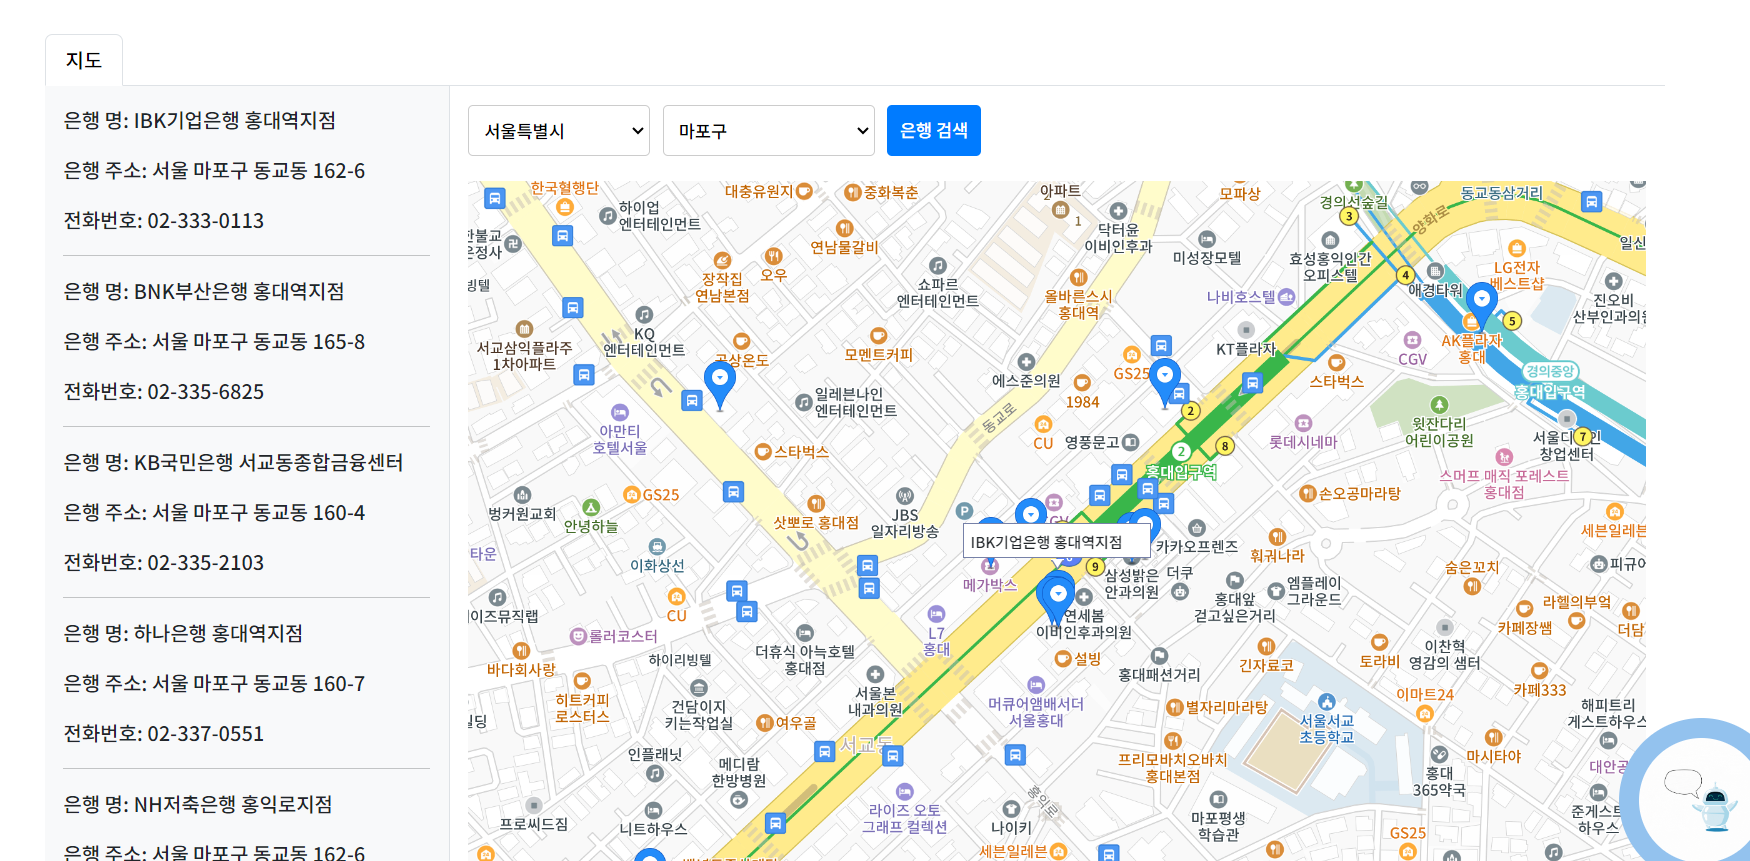 지도
은행 명: IBK기업은행 홍대역지점
은행 주소: 서울 마포구 동교동 162-6
전화번호: 02-333-0113
은행 명: BNK부산은행 홍대역지점
은행 주소: 서울 마포구 동교동 165-8
전화번호: 02-335-6825
은행 명: KB국민은행 서교동종합금융센터
은행 주소: 서울 마포구 동교동 160-4
전화번호: 02-335-2103
은행 명: 하나은행 홍대역지점
은행 주소: 서울 마포구 동교동 160-7
전화번호: 02-337-0551
은행 명: NH저축은행 홍익로지점
은행 주소: 서울 마포구 동교동 162-6
서울특별시
마포구
은행 검색
한국혈행단
대충유원지
중화복춘
아파트
모파상
경의선숲길
동교동삼거리
하이업
엔터테인먼트
연남물갈비
닥터윤
이비인후과
미성장모텔
효성홍익인간
오피스텔
양화로
3
4
1
장작집
연남본점
오우
쇼파르
엔터테인먼트
올바른스시
홍대역
나비호스텔
애경타워
LG전자
베스트샵
진오비
산부인과의원
KQ
엔터테인먼트
서교삼익플라주
1차아파트
공상온도
모멘트커피
에스준의원
GS25
KT플라자
스타벅스
CGV
AK플라자
홍대
5
경의중앙
홍대입구역
일레븐나인
엔터테인먼트
1984
2
아만티
호텔서울
스타벅스
동교로
CU
영풍문고
8
2
홍대입구역
롯데시네마
윗잔다리
어린이공원
7
창업센터
스머프 매직 포레스트
홍대점
벙커원교회
안녕하늘
GS25
삿뽀로 홍대점
JBS
일자리방송
P
손오공마라탕
세븐일레븐
IBK기업은행 홍대역지점
카카오프렌즈
훠궈나라
이화상선
메가박스
9
삼성밝은
안과의원
더쿠
홍대앞
걷고싶은거리
엠플레이
그라운드
숨은꼬치
라헬의부엌
카페장쌤
CU
롤러코스터
L7
홍대
연세봄
이비인후과의원
바다회사랑
하이리빙텔
더휴식 아늑호텔
홍대점
설빙
홍대패션거리
긴자료코
토라비
이찬혁
영감의 샘터
카페333
히트커피
로스터스
건담이지
키는작업실
여우골
서울본
내과의원
머큐어앰배서더
서울홍대
별자리마라탕
서울서교
초등학교
이마트24
해피트리
게스트하우스
인플래닛
메디람
한방병원
서교동
프리모바치오바치
홍대본점
홍대
365약국
마시타야
프로씨드짐
니트하우스
라이즈 오토
그래프 컬렉션
나이키
홍익로
마포평생
학습관
준게스트
하우스
세븐일레븐
GS25